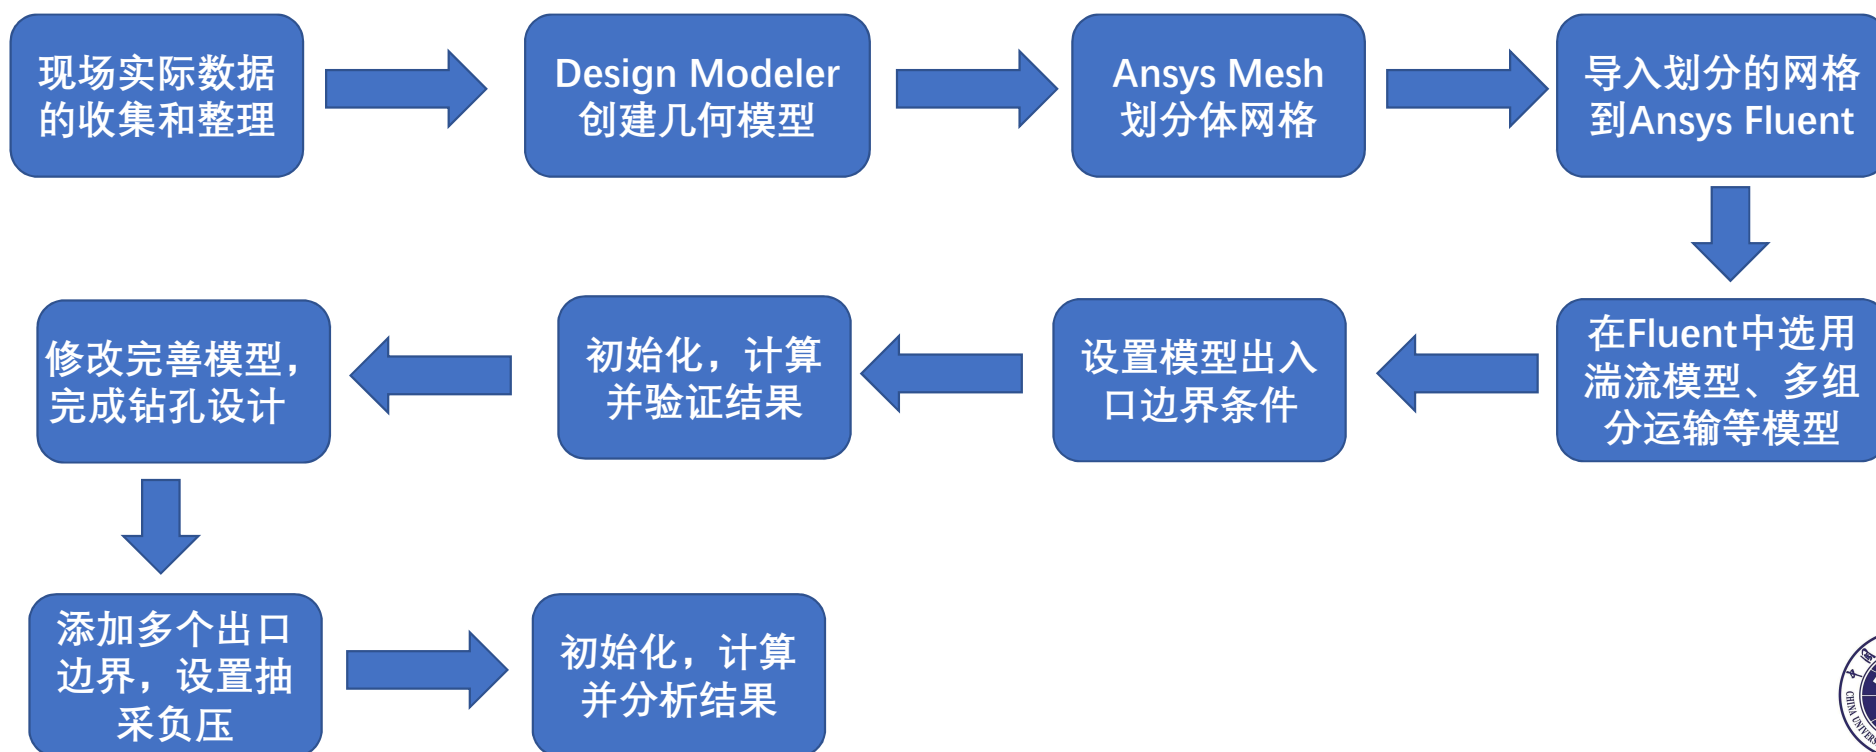 现场实际数据
的收集和整理
Design Modeler
创建几何模型
Ansys Mesh
划分体网格
导入划分的网格
到Ansys Fluent
在Fluent中选用
湍流模型、多组
分运输等模型
设置模型出入
口边界条件
初始化，计算
并验证结果
修改完善模型，
完成钻孔设计
添加多个出口
边界，设置抽
采负压
初始化，计算
并分析结果
中国
CHINA UNIVERS